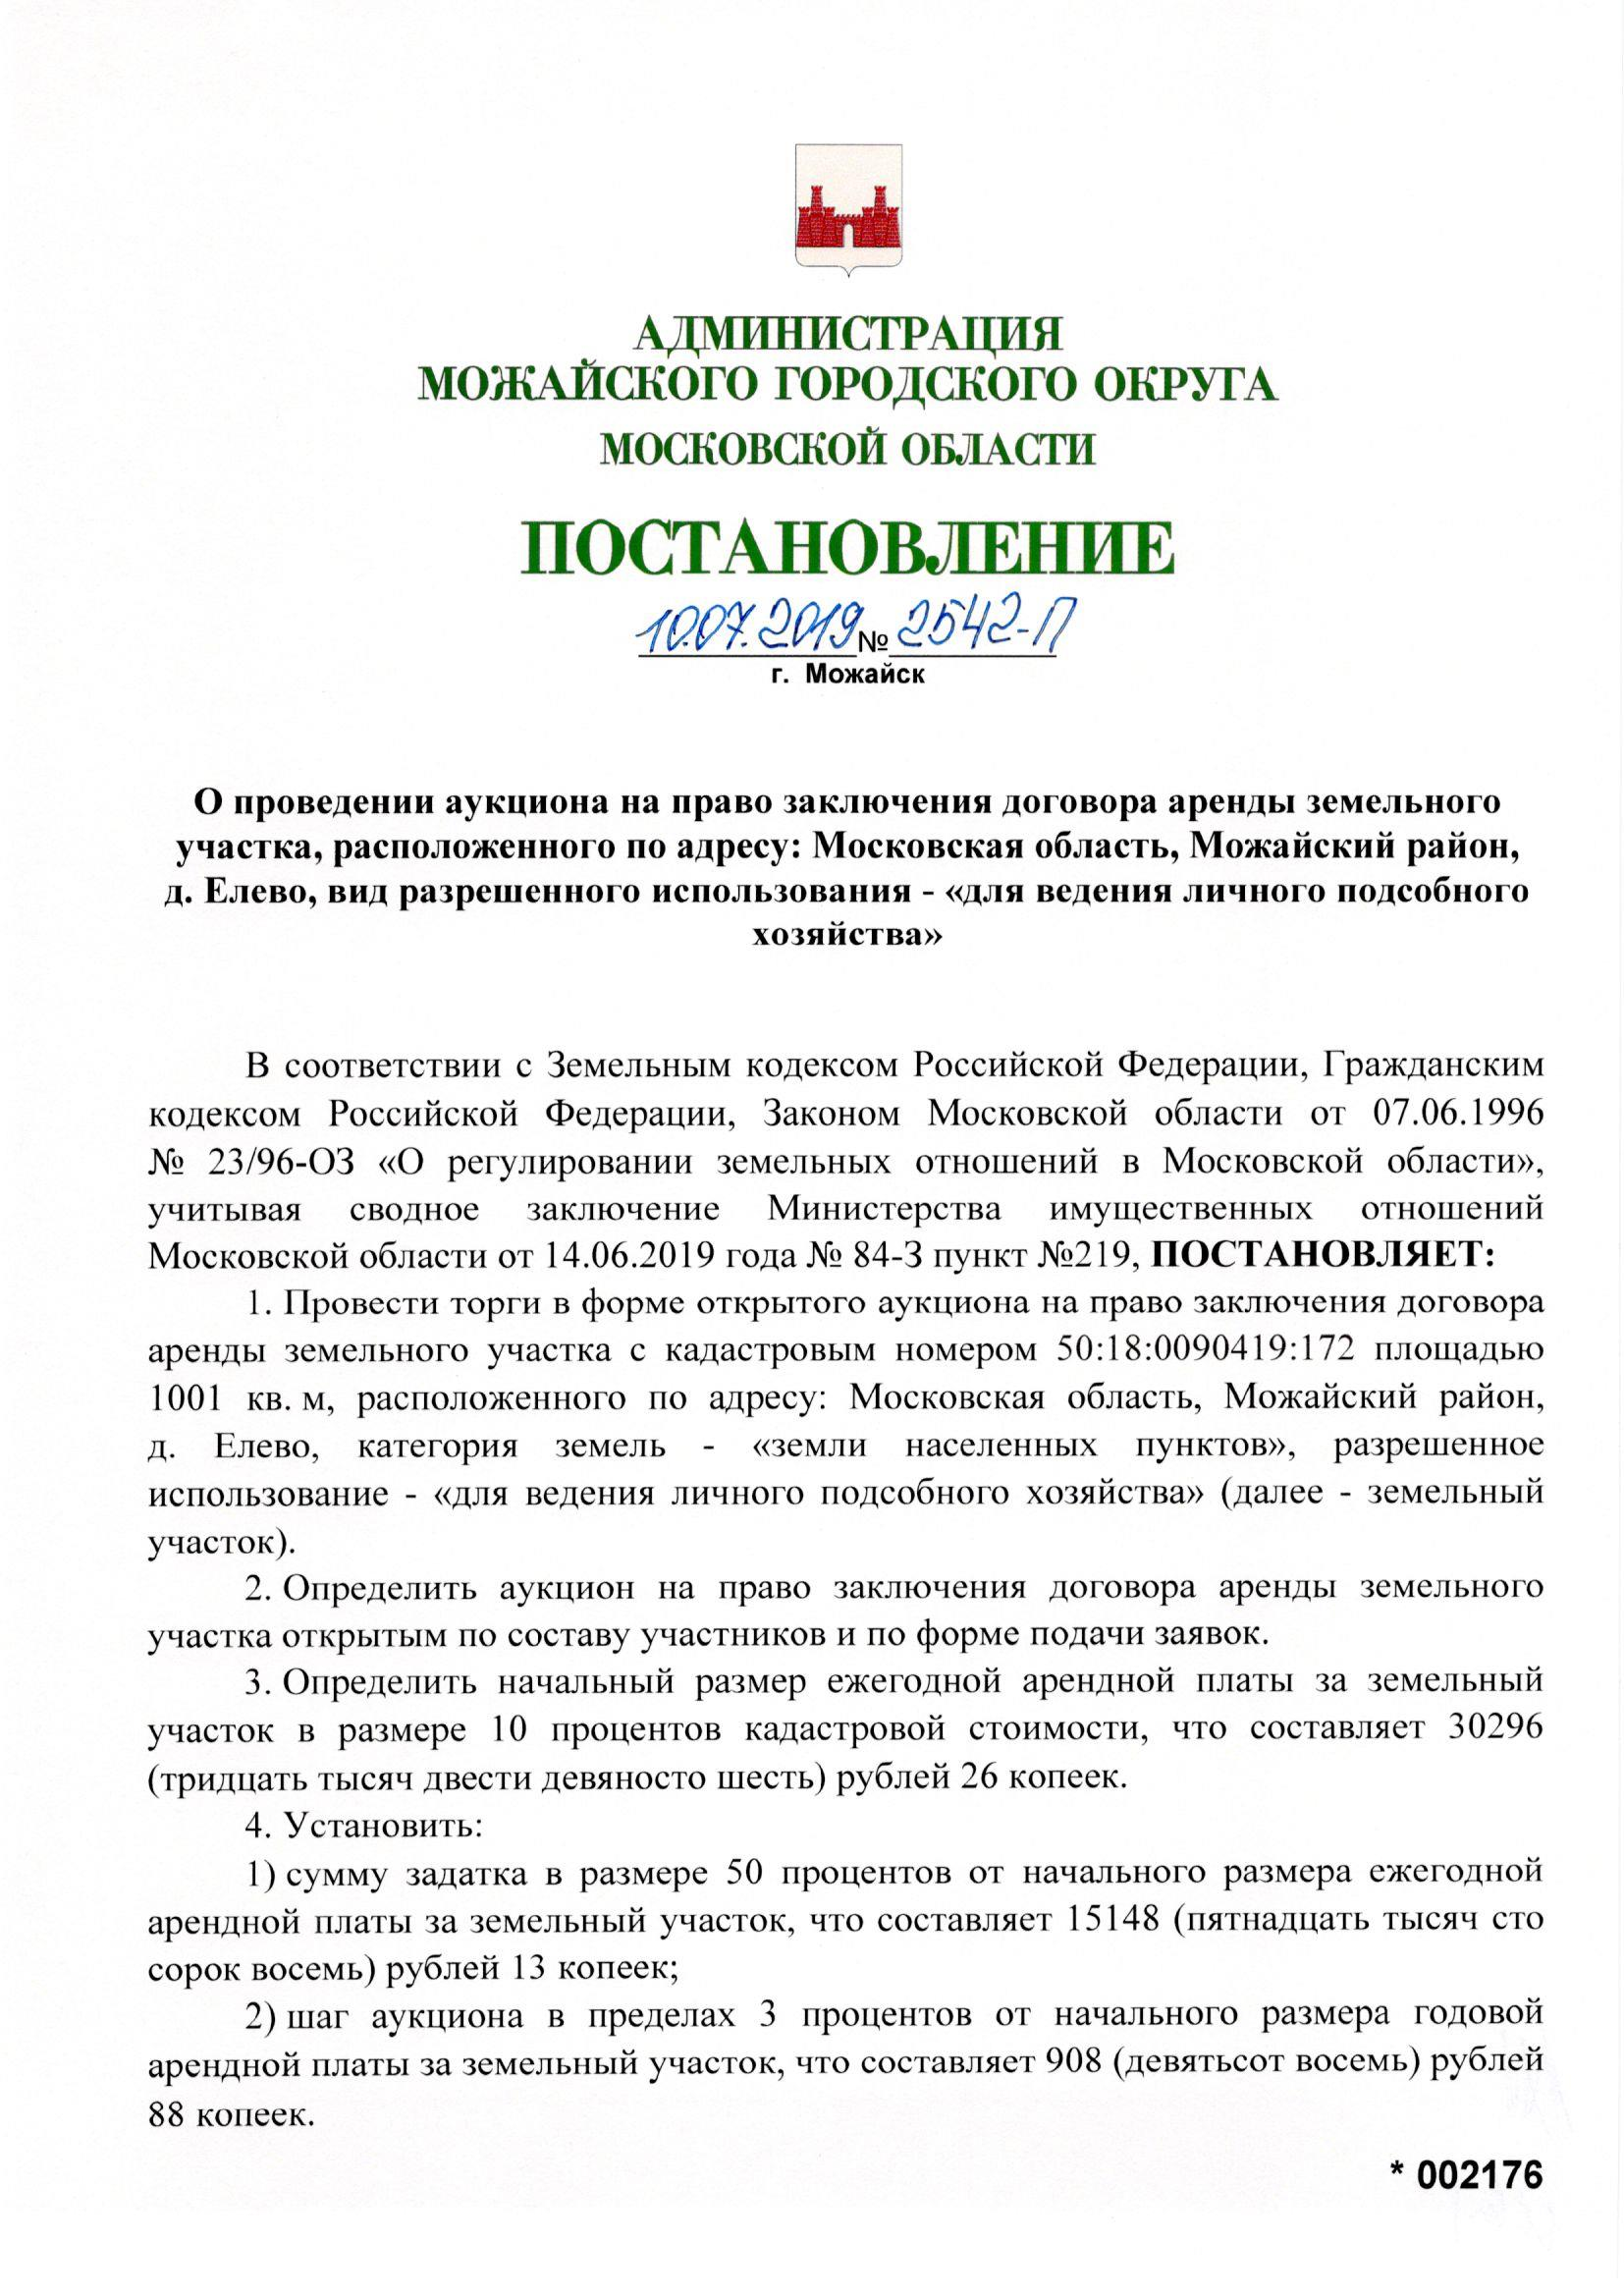 АДМИНИСТРАЦИЯ
МОЖАЙСКОГО ГОРОДСКОГО ОКРУГА
МОСКОВСКОЙ ОБЛАСТИ
ПОСТАНОВЛЕНИЕ
10.07.2019 № 2542-П
г. Можайск
О проведении аукциона на право заключения договора аренды земельного
участка, расположенного по адресу: Московская область, Можайский район,
д. Елево, вид разрешенного использования - «для ведения личного подсобного
хозяйства»
В соответствии с Земельным кодексом Российской Федерации, Гражданским
кодексом Российской Федерации, Законом Московской области от 07.06.1996
№ 23/96-ОЗ «О регулировании земельных отношений в Московской области»,
учитывая сводное заключение Министерства имущественных отношений
Московской области от 14.06.2019 года № 84-З пункт №219, ПОСТАНОВЛЯЕТ:
1. Провести торги в форме открытого аукциона на право заключения договора
аренды земельного участка с кадастровым номером 50:18:0090419:172 площадью
1001 кв. м, расположенного по адресу: Московская область, Можайский район,
д. Елево, категория земель - «земли населенных пунктов», разрешенное
использование - «для ведения личного подсобного хозяйства» (далее - земельный
участок).
2. Определить аукцион на право заключения договора аренды земельного
участка открытым по составу участников и по форме подачи заявок.
3. Определить начальный размер ежегодной арендной платы за земельный
участок в размере 10 процентов кадастровой стоимости, что составляет 30296
(тридцать тысяч двести девяносто шесть) рублей 26 копеек.
4. Установить:
1) сумму задатка в размере 50 процентов от начального размера ежегодной
арендной платы за земельный участок, что составляет 15148 (пятнадцать тысяч сто
сорок восемь) рублей 13 копеек;
2) шаг аукциона в пределах 3 процентов от начального размера годовой
арендной платы за земельный участок, что составляет 908 (девятьсот восемь) рублей
88 копеек.
* 002176